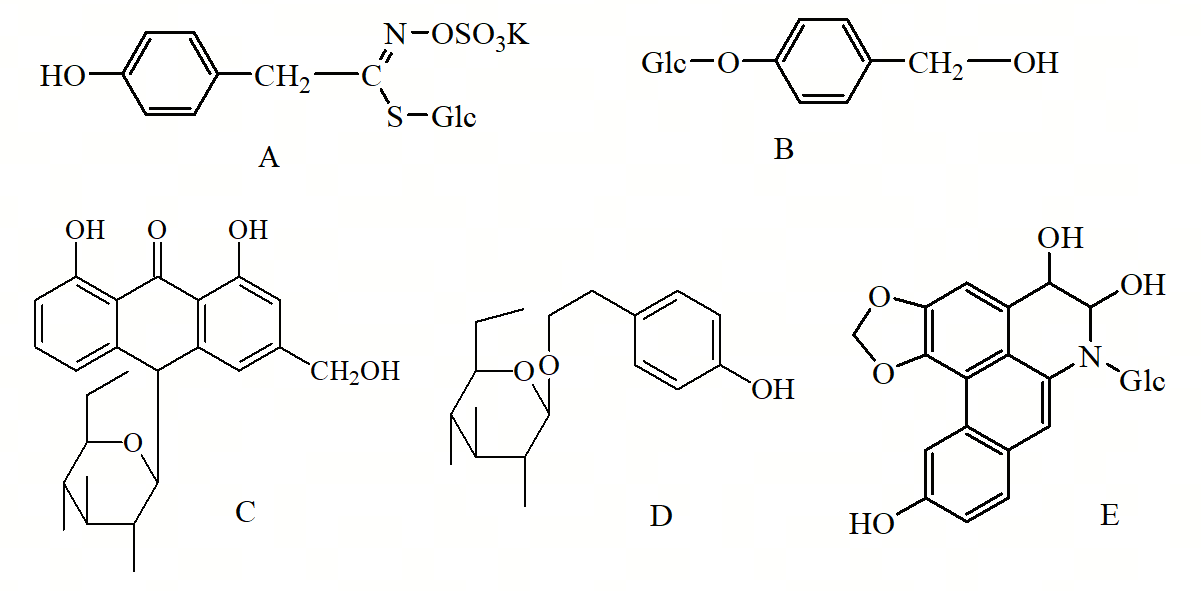 N OSO₃K
HO CH₂ C
S Glc
A
Glc O CH₂ OH
B
OH O OH
CH₂OH
O
C
O O
OH
D
OH
O OH
O N
Glc
HO
E